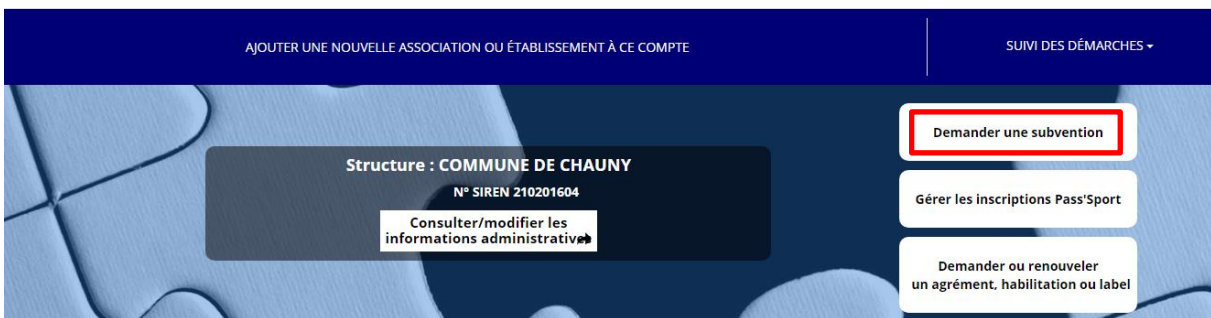 AJOUTER UNE NOUVELLE ASSOCIATION OU ÉTABLISSEMENT À CE COMPTE
SUIVI DES DÉMARCHES
Structure : COMMUNE DE CHAUNY
N° SIREN 210201604
Consulter/modifier les
informations administratives
Demander une subvention
Gérer les inscriptions Pass'Sport
Demander ou renouveler
un agrément, habilitation ou label